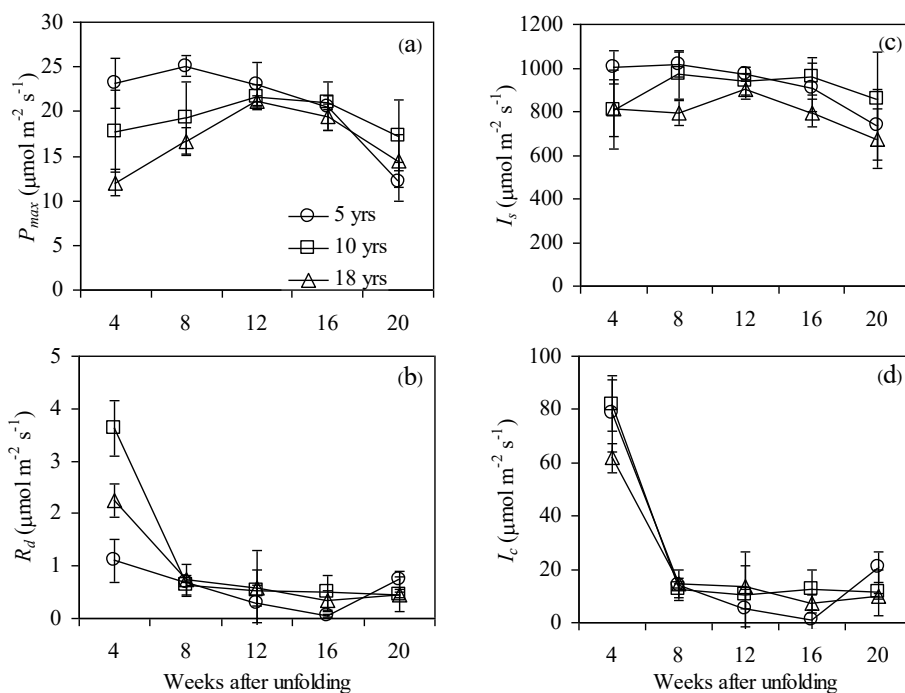 (a)
30
25
20
15
10
5
0
P_max (μmol m⁻² s⁻¹)
5 yrs
10 yrs
18 yrs
4 8 12 16 20
(c)
1200
1000
800
600
400
200
0
I_s (μmol m⁻² s⁻¹)
4 8 12 16 20
(b)
5
4
3
2
1
0
R_d (μmol m⁻² s⁻¹)
4 8 12 16 20
Weeks after unfolding
(d)
100
80
60
40
20
0
I_c (μmol m⁻² s⁻¹)
4 8 12 16 20
Weeks after unfolding